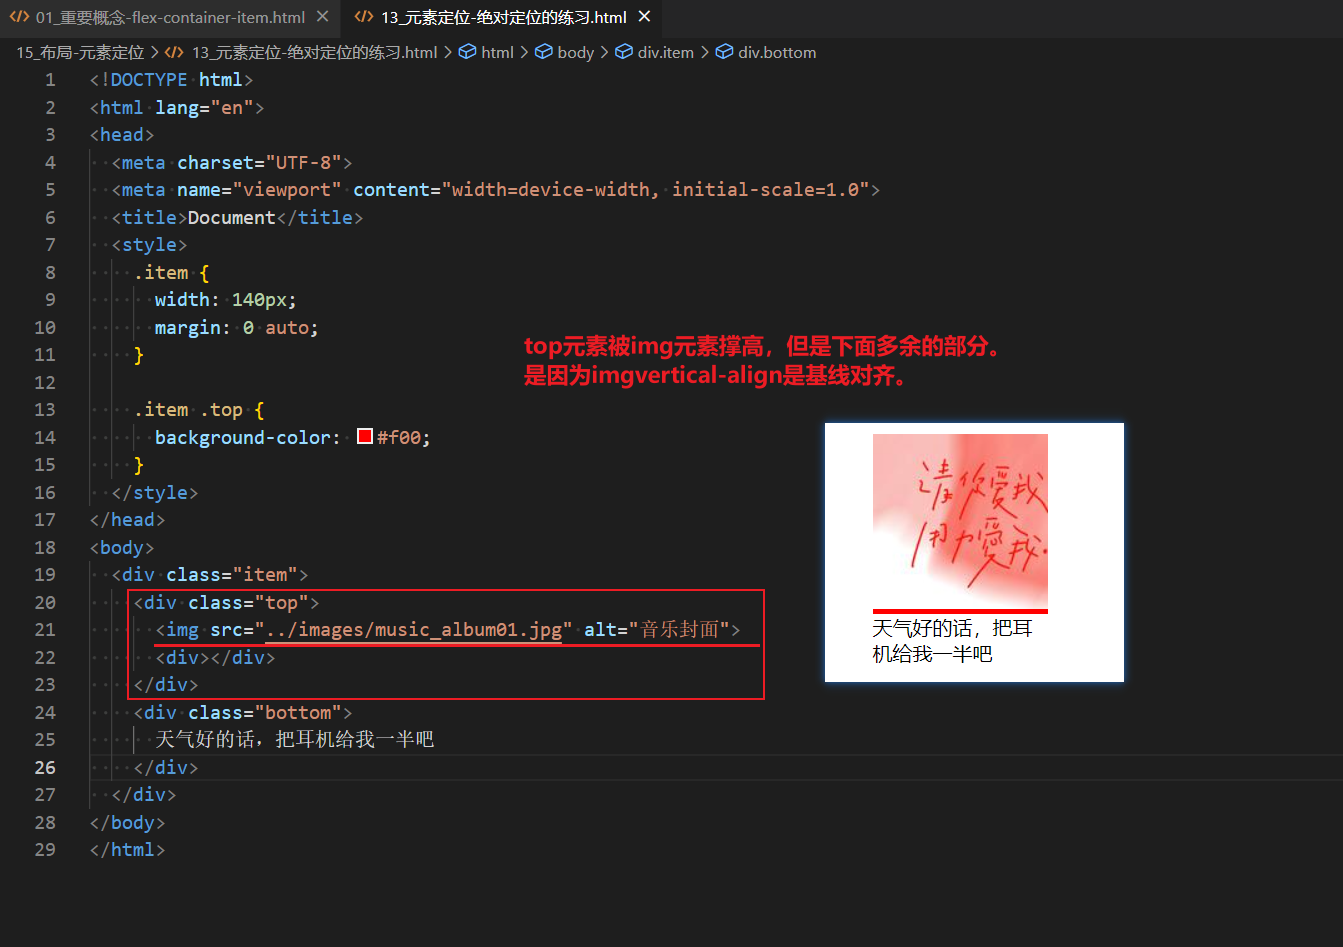 01_重要概念-flex-container-item.html
13_元素定位-绝对定位的练习.html
15_布局-元素定位 > 13_元素定位-绝对定位的练习.html > html > body > div.item > div.bottom
1 <!DOCTYPE html>
2 <html lang="en">
3 <head>
4 <meta charset="UTF-8">
5 <meta name="viewport" content="width=device-width, initial-scale=1.0">
6 <title>Document</title>
7 <style>
8 .item {
9 width: 140px;
10 margin: 0 auto;
11 }
12
13 .item .top {
14 background-color: #f00;
15 }
16 </style>
17 </head>
18 <body>
19 <div class="item">
20 <div class="top">
21 <img src="../images/music_album01.jpg" alt="音乐封面">
22 <div></div>
23 </div>
24 <div class="bottom">
25 天气好的话，把耳机给我一半吧
26 </div>
27 </div>
28 </body>
29 </html>
top元素被img元素撑高，但是下面多余的部分。
是因为imgvertical-align是基线对齐。
请你爱我
用力爱我.
天气好的话，把耳
机给我一半吧